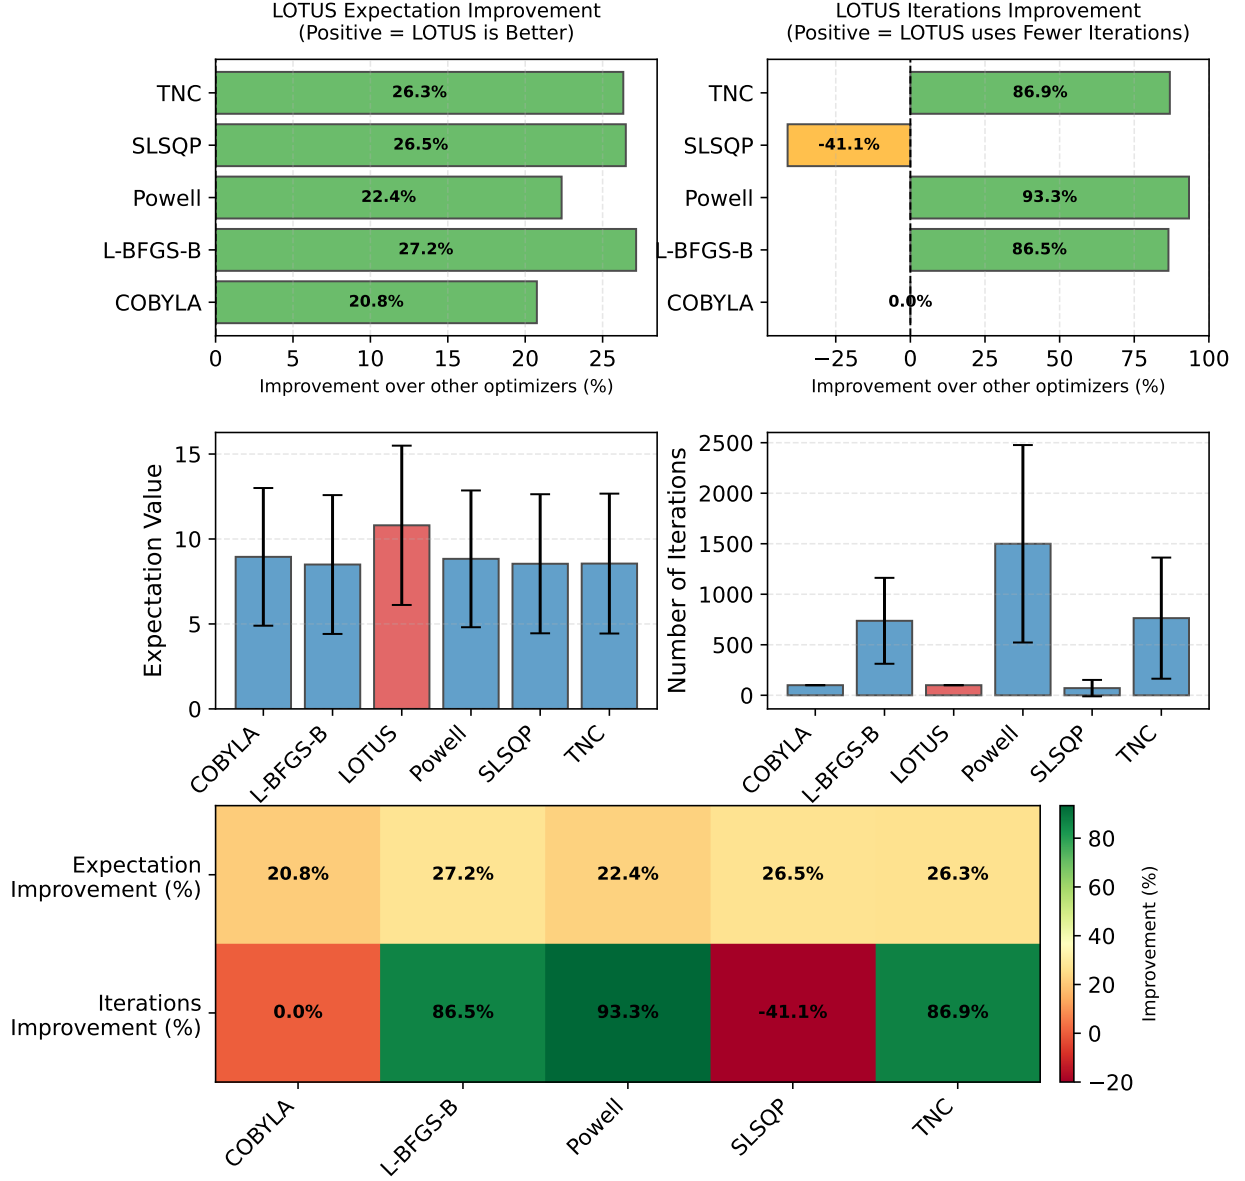 LOTUS Expectation Improvement
(Positive = LOTUS is Better)
TNC
SLSQP
Powell
L-BFGS-B
COBYLA
26.3%
26.5%
22.4%
27.2%
20.8%
0 5 10 15 20 25
Improvement over other optimizers (%)
LOTUS Iterations Improvement
(Positive = LOTUS uses Fewer Iterations)
TNC
SLSQP
Powell
L-BFGS-B
COBYLA
86.9%
-41.1%
93.3%
86.5%
0.0%
−25 0 25 50 75 100
Improvement over other optimizers (%)
Expectation Value
15
10
5
0
COBYLA L-BFGS-B LOTUS Powell SLSQP TNC
Number of Iterations
2500
2000
1500
1000
500
0
COBYLA L-BFGS-B LOTUS Powell SLSQP TNC
Expectation
Improvement (%)
20.8% 27.2% 22.4% 26.5% 26.3%
Iterations
Improvement (%)
0.0% 86.5% 93.3% -41.1% 86.9%
COBYLA L-BFGS-B Powell SLSQP TNC
80
60
40
20
0
−20
Improvement (%)